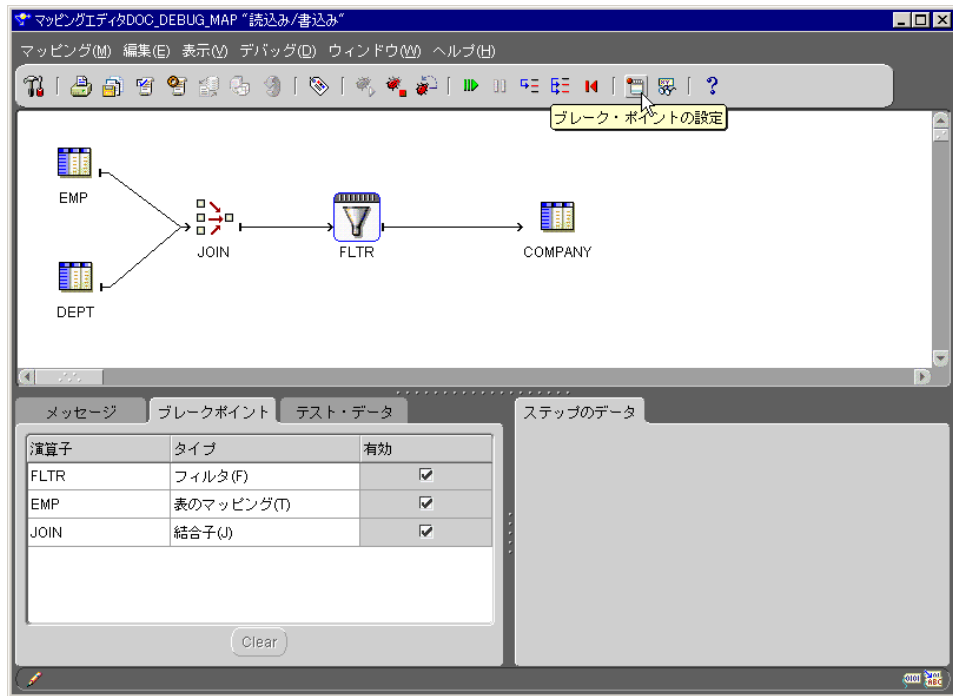 マッピングエディタDOC_DEBUG_MAP “読込み/書込み“
マッピング(M) 編集(E) 表示(V) デバッグ(D) ウィンドウ(W) ヘルプ(H)
ブレーク・ポイントの設定
EMP
JOIN
FLTR
COMPANY
DEPT
メッセージ ブレークポイント テスト・データ
演算子 タイプ 有効
FLTR フィルタ(F)
EMP 表のマッピング(T)
JOIN 結合子(J)
Clear
ステップのデータ